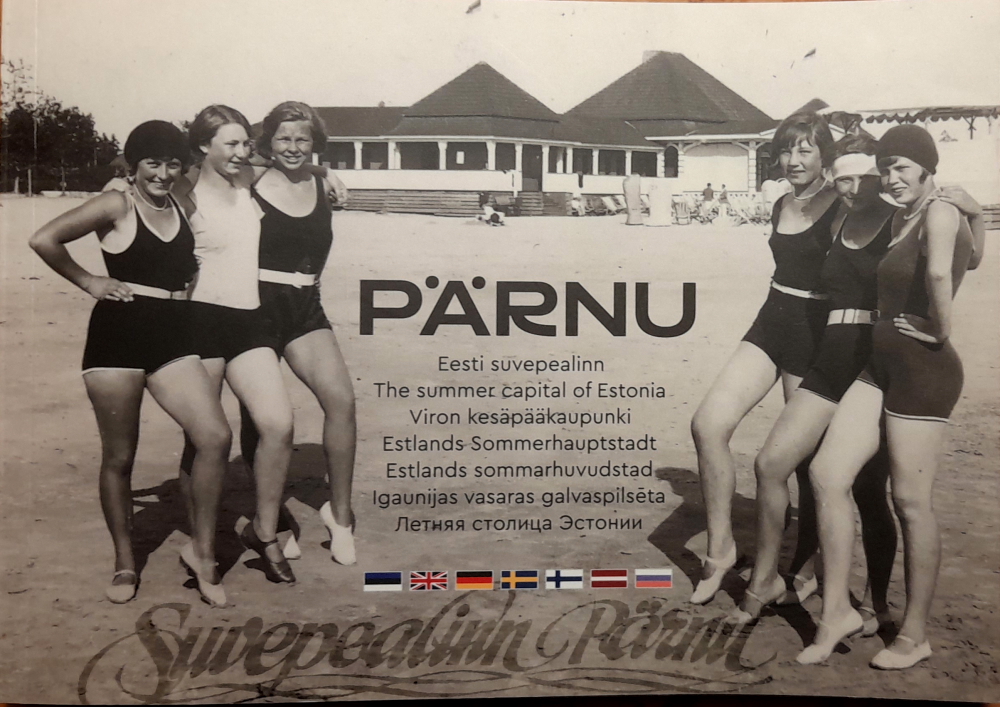 PÄRNU
Eesti suvepealinn
The summer capital of Estonia
Viron kesäpääkaupunki
Estlands Sommerhauptstadt
Estlands sommarhuvudstad
Igaunijas vasaras galvaspilsēta
Летняя столица Эстонии
Suvepealinn Pärnu